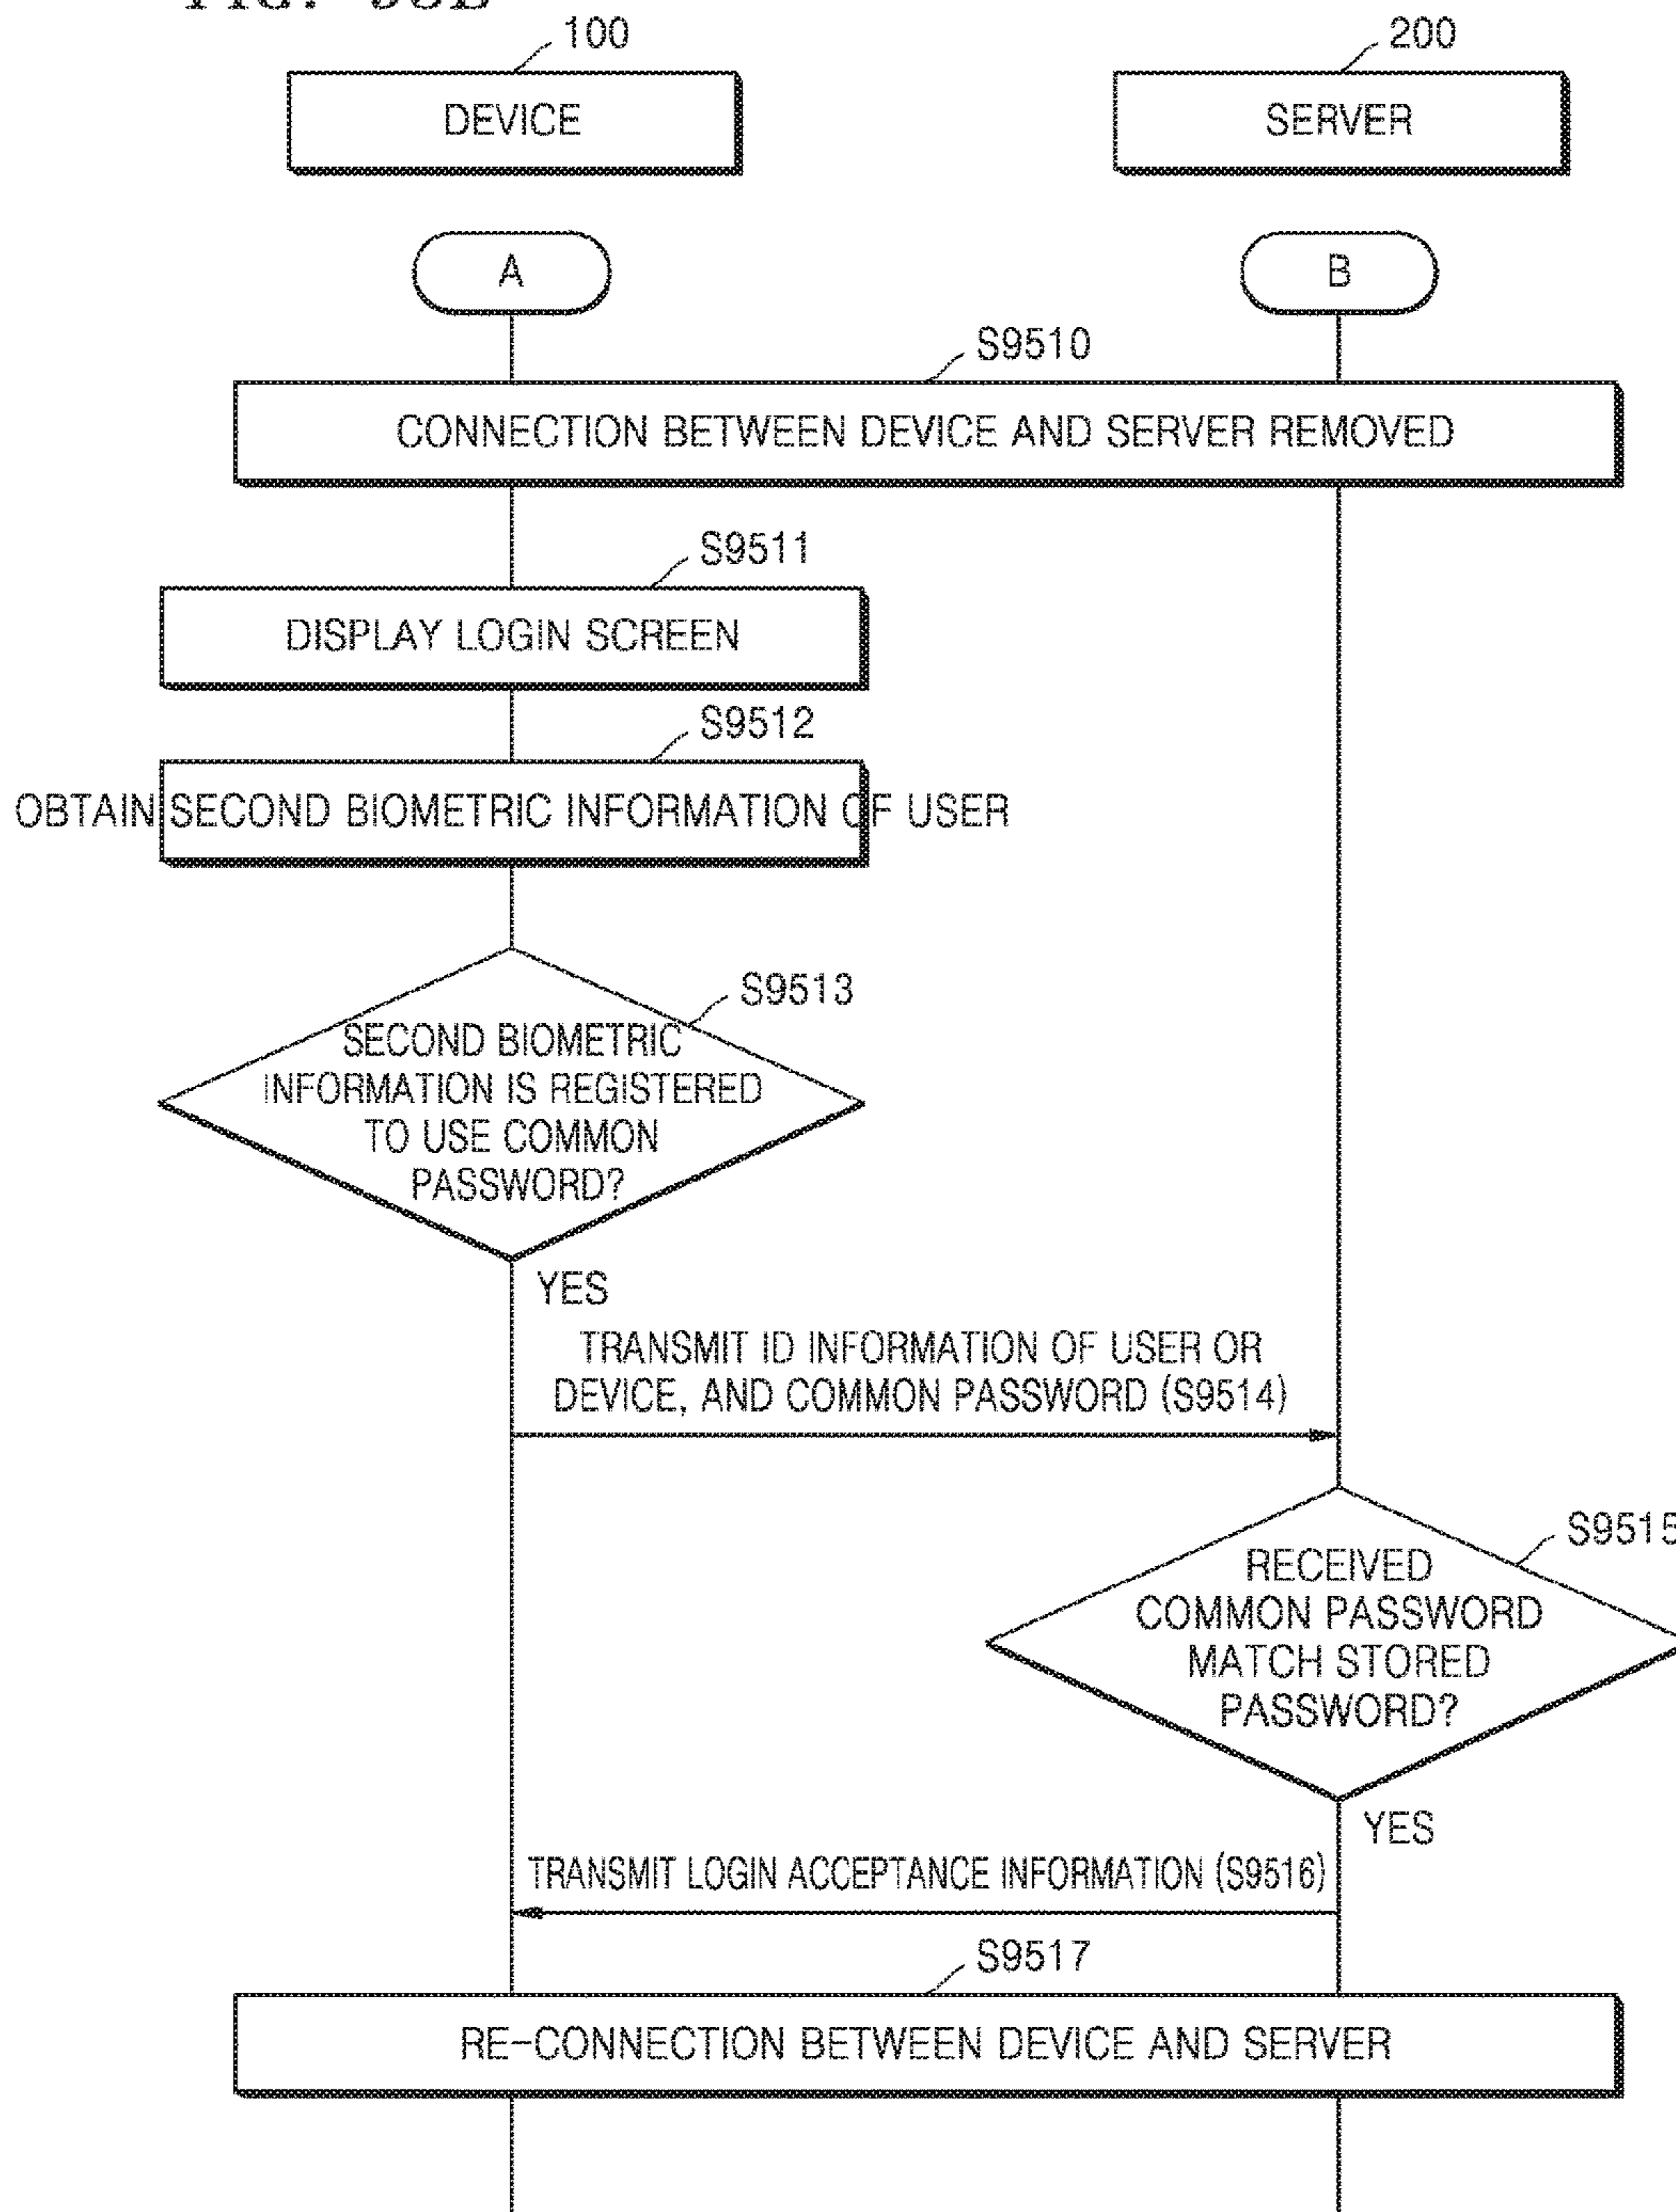 100
200
DEVICE
SERVER
A
B
S9510
CONNECTION BETWEEN DEVICE AND SERVER REMOVED
S9511
DISPLAY LOGIN SCREEN
S9512
OBTAIN SECOND BIOMETRIC INFORMATION OF USER
S9513
SECOND BIOMETRIC
INFORMATION IS REGISTERED
TO USE COMMON
PASSWORD?
YES
TRANSMIT ID INFORMATION OF USER OR
DEVICE, AND COMMON PASSWORD (S9514)
S9515
RECEIVED
COMMON PASSWORD
MATCH STORED
PASSWORD?
YES
TRANSMIT LOGIN ACCEPTANCE INFORMATION (S9516)
S9517
RE-CONNECTION BETWEEN DEVICE AND SERVER